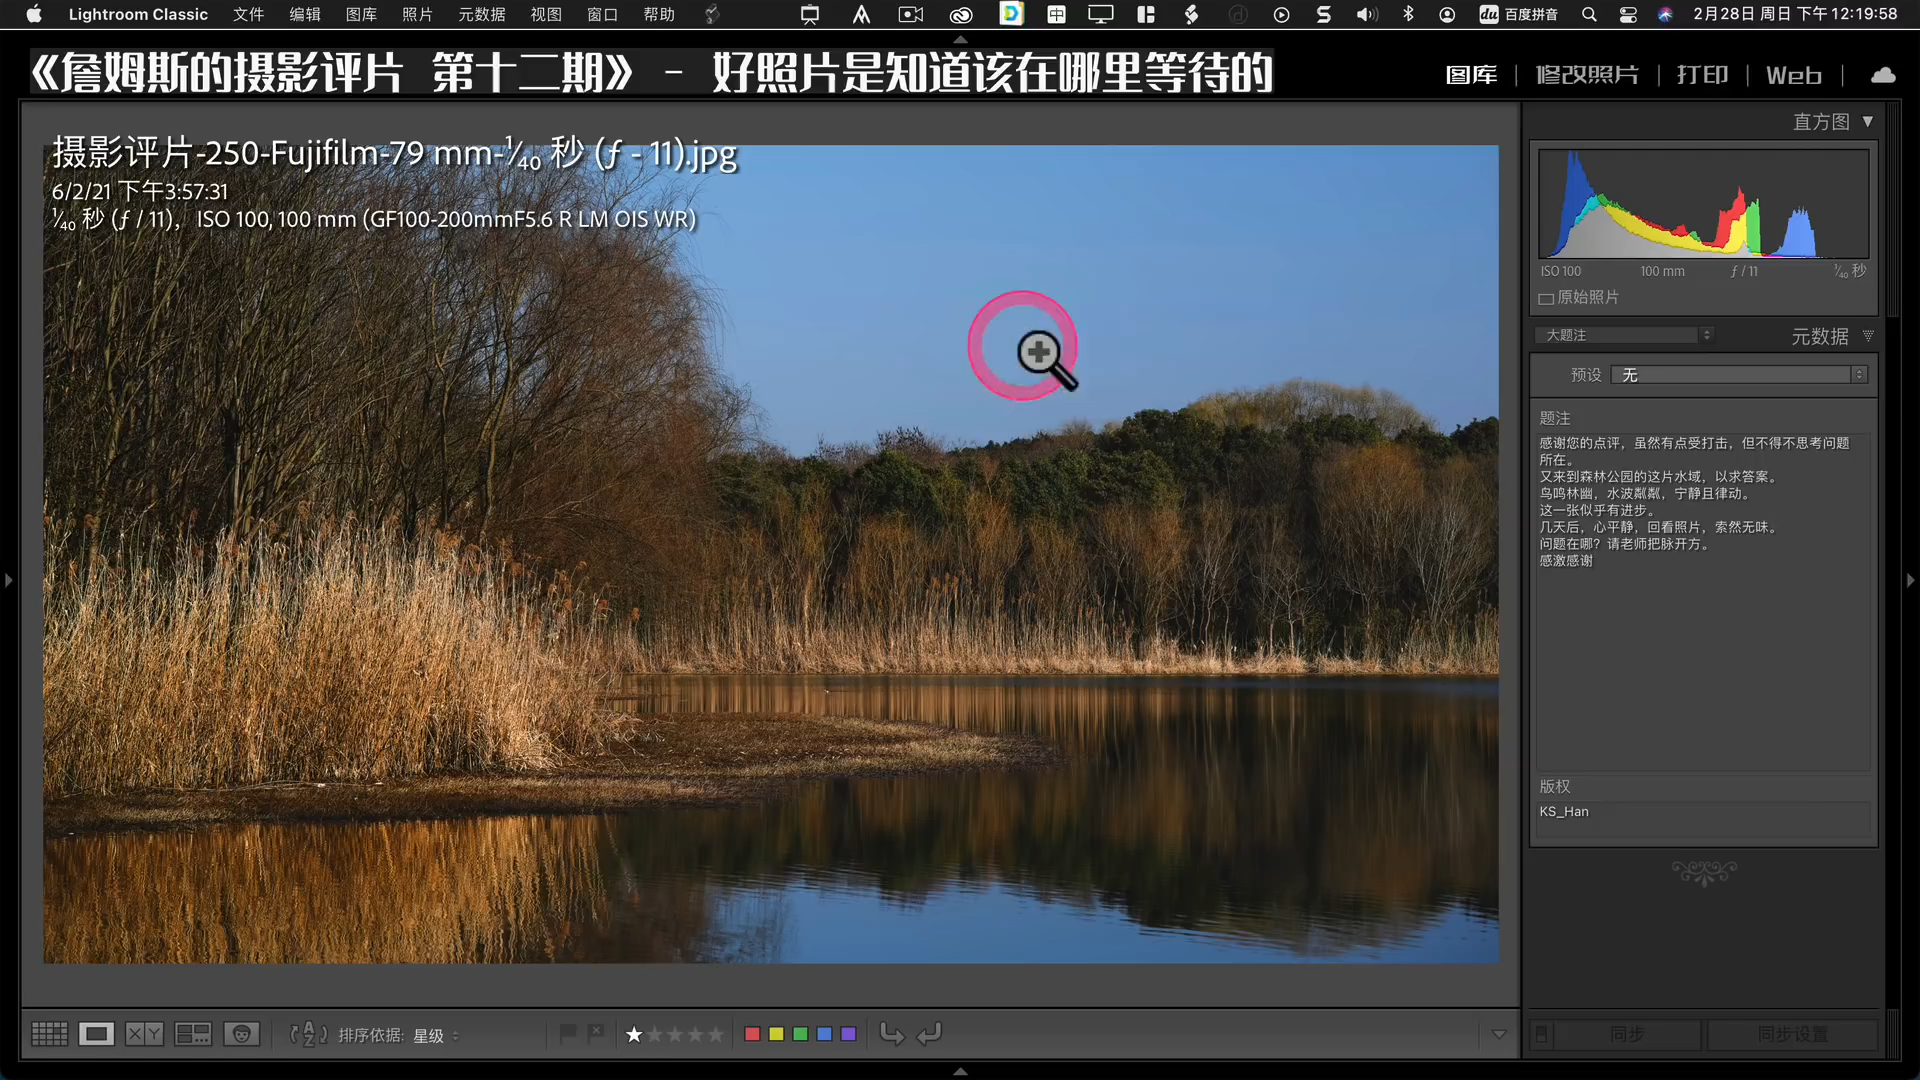 Lightroom Classic 文件 编辑 图库 照片 元数据 视图 窗口 帮助 中 du 百度拼音 2月28日 周日 下午 12:19:58
《詹姆斯的摄影评片 第十二期》 - 好照片是知道该在哪里等待的
图库 | 修改照片 | 打印 | Web |
摄影评片-250-Fujifilm-79 mm-¹⁄₄₀ 秒 (ƒ - 11).jpg
6/2/21 下午3:57:31
¹⁄₄₀ 秒 (ƒ / 11)， ISO 100, 100 mm (GF100-200mmF5.6 R LM OIS WR)
直方图
ISO 100 100 mm ƒ / 11 ¹⁄₄₀ 秒
原始照片
大题注 元数据
预设 无
题注
感谢您的点评，虽然有点受打击，但不得不思考问题
所在。
又来到森林公园的这片水域，以求答案。
鸟鸣林幽，水波粼粼，宁静且律动。
这一张似乎有进步。
几天后，心平静，回看照片，索然无味。
问题在哪？请老师把脉开方。
感激感谢
版权
KS_Han
排序依据: 星级
同步 同步设置